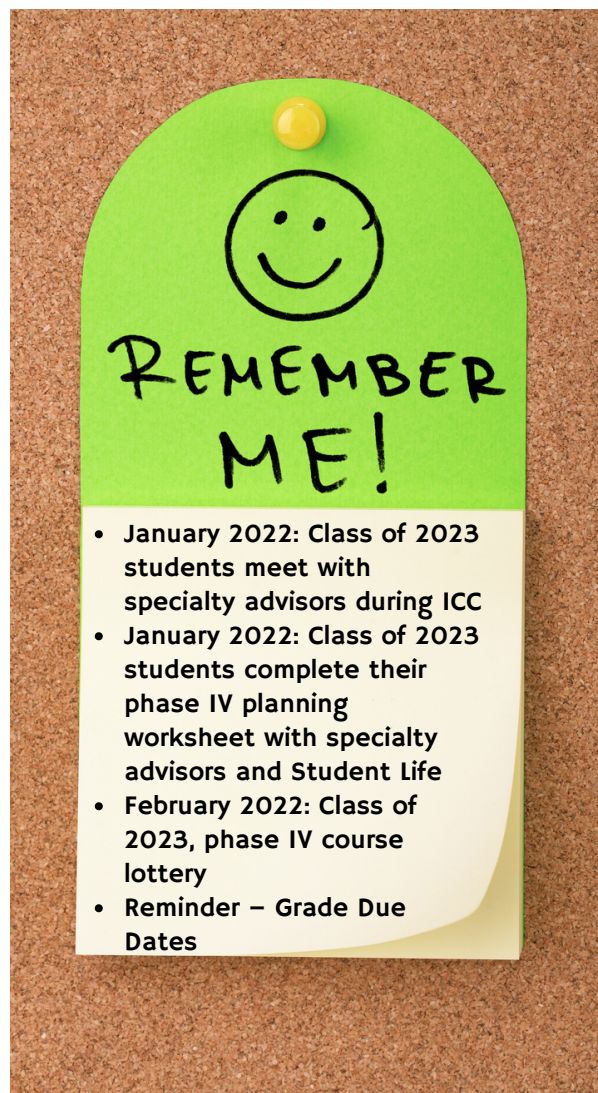 REMEMBER
ME!
• January 2022: Class of 2023
students meet with
specialty advisors during ICC
• January 2022: Class of 2023
students complete their
phase IV planning
worksheet with specialty
advisors and Student Life
• February 2022: Class of
2023, phase IV course
lottery
• Reminder – Grade Due
Dates